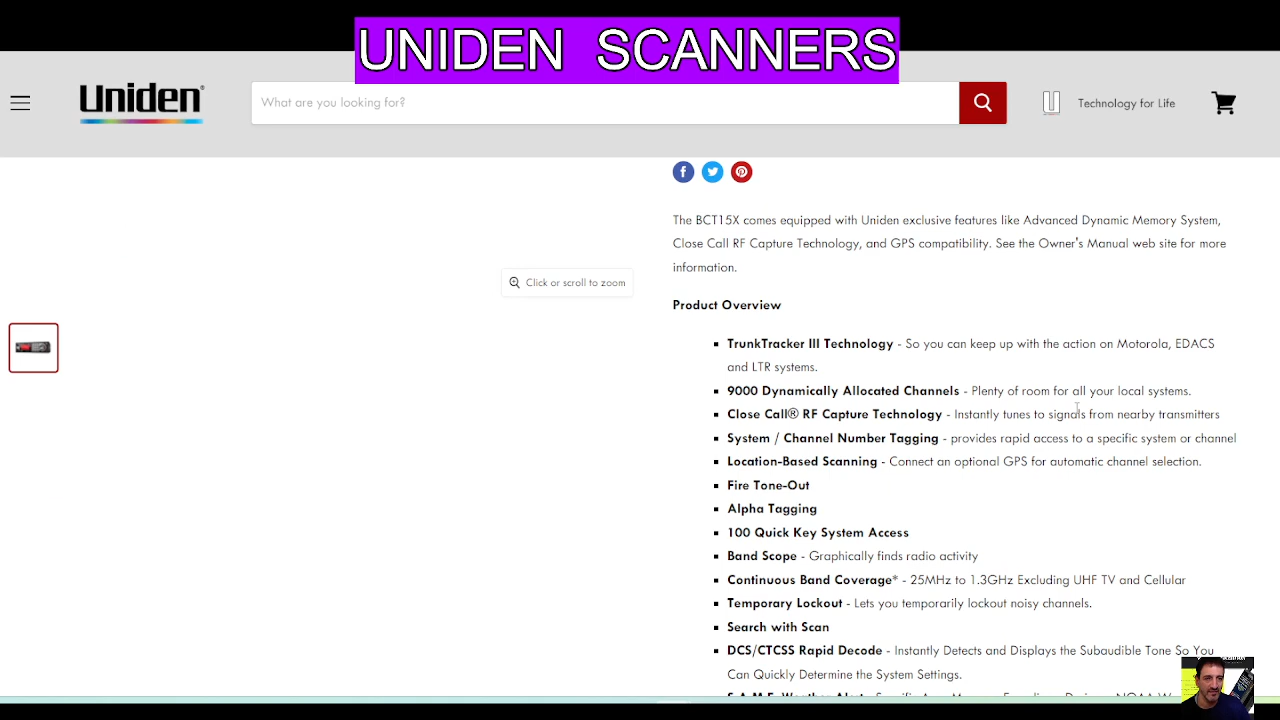 UNIDEN SCANNERS
Uniden
What are you looking for?
Technology for Life
The BCT15X comes equipped with Uniden exclusive features like Advanced Dynamic Memory System,
Close Call RF Capture Technology, and GPS compatibility. See the Owner's Manual web site for more
information.
Click or scroll to zoom
Product Overview
TrunkTracker III Technology - So you can keep up with the action on Motorola, EDACS
and LTR systems.
9000 Dynamically Allocated Channels - Plenty of room for all your local systems.
Close Call® RF Capture Technology - Instantly tunes to signals from nearby transmitters
System / Channel Number Tagging - provides rapid access to a specific system or channel
Location-Based Scanning - Connect an optional GPS for automatic channel selection.
Fire Tone-Out
Alpha Tagging
100 Quick Key System Access
Band Scope - Graphically finds radio activity
Continuous Band Coverage* - 25MHz to 1.3GHz Excluding UHF TV and Cellular
Temporary Lockout - Lets you temporarily lockout noisy channels.
Search with Scan
DCS/CTCSS Rapid Decode - Instantly Detects and Displays the Subaudible Tone So You
Can Quickly Determine the System Settings.